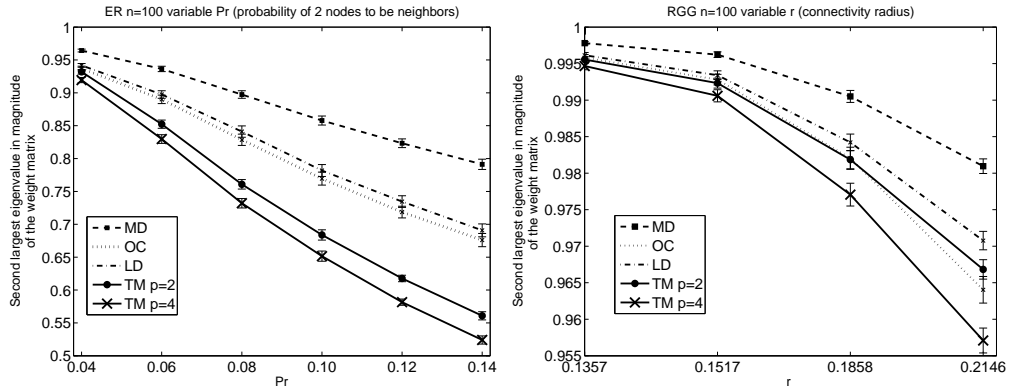 ER n=100 variable Pr (probability of 2 nodes to be neighbors)
Second largest eigenvalue in magnitude
of the weight matrix
1
0.95
0.9
0.85
0.8
0.75
0.7
0.65
0.6
0.55
0.5
MD
OC
LD
TM p=2
TM p=4
0.04
0.06
0.08
0.10
0.12
0.14
Pr
RGG n=100 variable r (connectivity radius)
Second largest eigenvalue in magnitude
of the weight matrix
1
0.995
0.99
0.985
0.98
0.975
0.97
0.965
0.96
0.955
MD
OC
LD
TM p=2
TM p=4
0.1357
0.1517
0.1858
0.2146
r